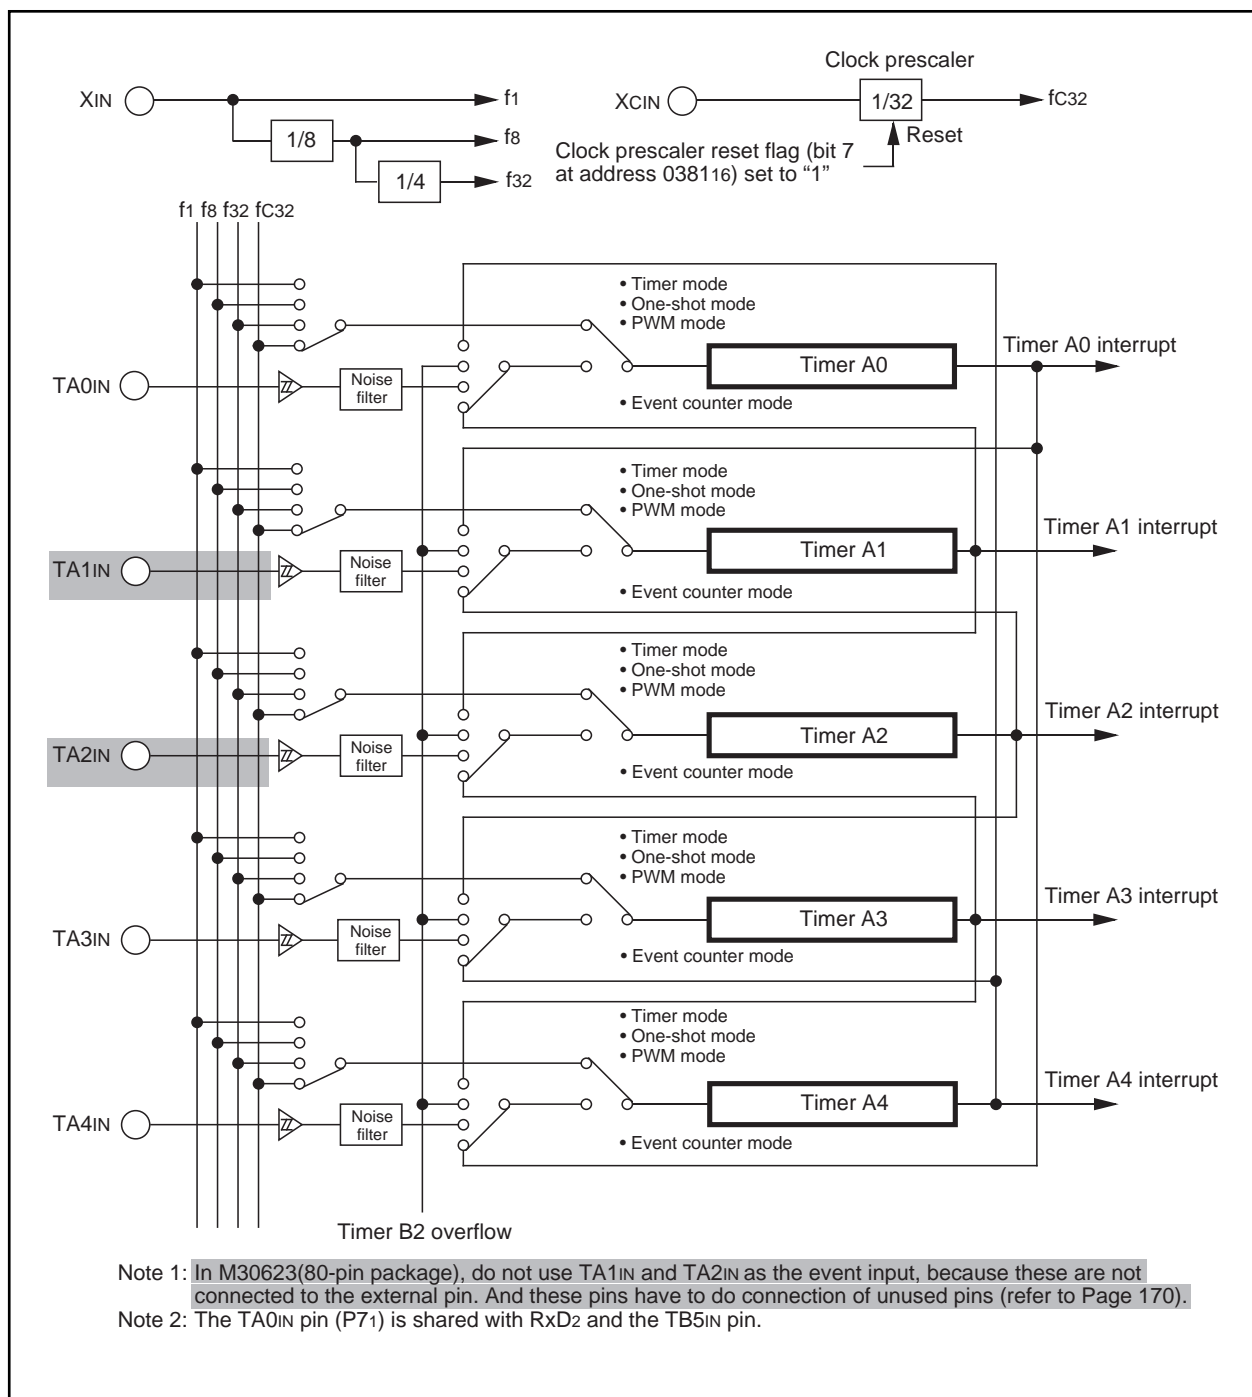 Clock prescaler
XIN
f1
XCIN
1/32
fC32
1/8
f8
Reset
Clock prescaler reset flag (bit 7
at address 038116) set to “1”
1/4
f32
f1 f8 f32 fC32
• Timer mode
• One-shot mode
• PWM mode
Timer A0 interrupt
Timer A0
TA0IN
Noise
filter
• Event counter mode
• Timer mode
• One-shot mode
• PWM mode
Timer A1 interrupt
Timer A1
TA1IN
Noise
filter
• Event counter mode
• Timer mode
• One-shot mode
• PWM mode
Timer A2 interrupt
Timer A2
TA2IN
Noise
filter
• Event counter mode
• Timer mode
• One-shot mode
• PWM mode
Timer A3 interrupt
Timer A3
TA3IN
Noise
filter
• Event counter mode
• Timer mode
• One-shot mode
• PWM mode
Timer A4 interrupt
Timer A4
TA4IN
Noise
filter
• Event counter mode
Timer B2 overflow
Note 1: In M30623(80-pin package), do not use TA1IN and TA2IN as the event input, because these are not
connected to the external pin. And these pins have to do connection of unused pins (refer to Page 170).
Note 2: The TA0IN pin (P71) is shared with RxD2 and the TB5IN pin.